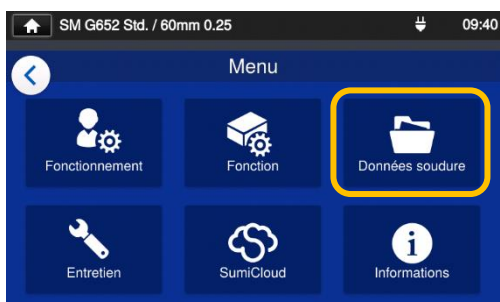 SM G652 Std. / 60mm 0.25 09:40
Menu
Fonctionnement Fonction Données soudure
Entretien SumiCloud Informations